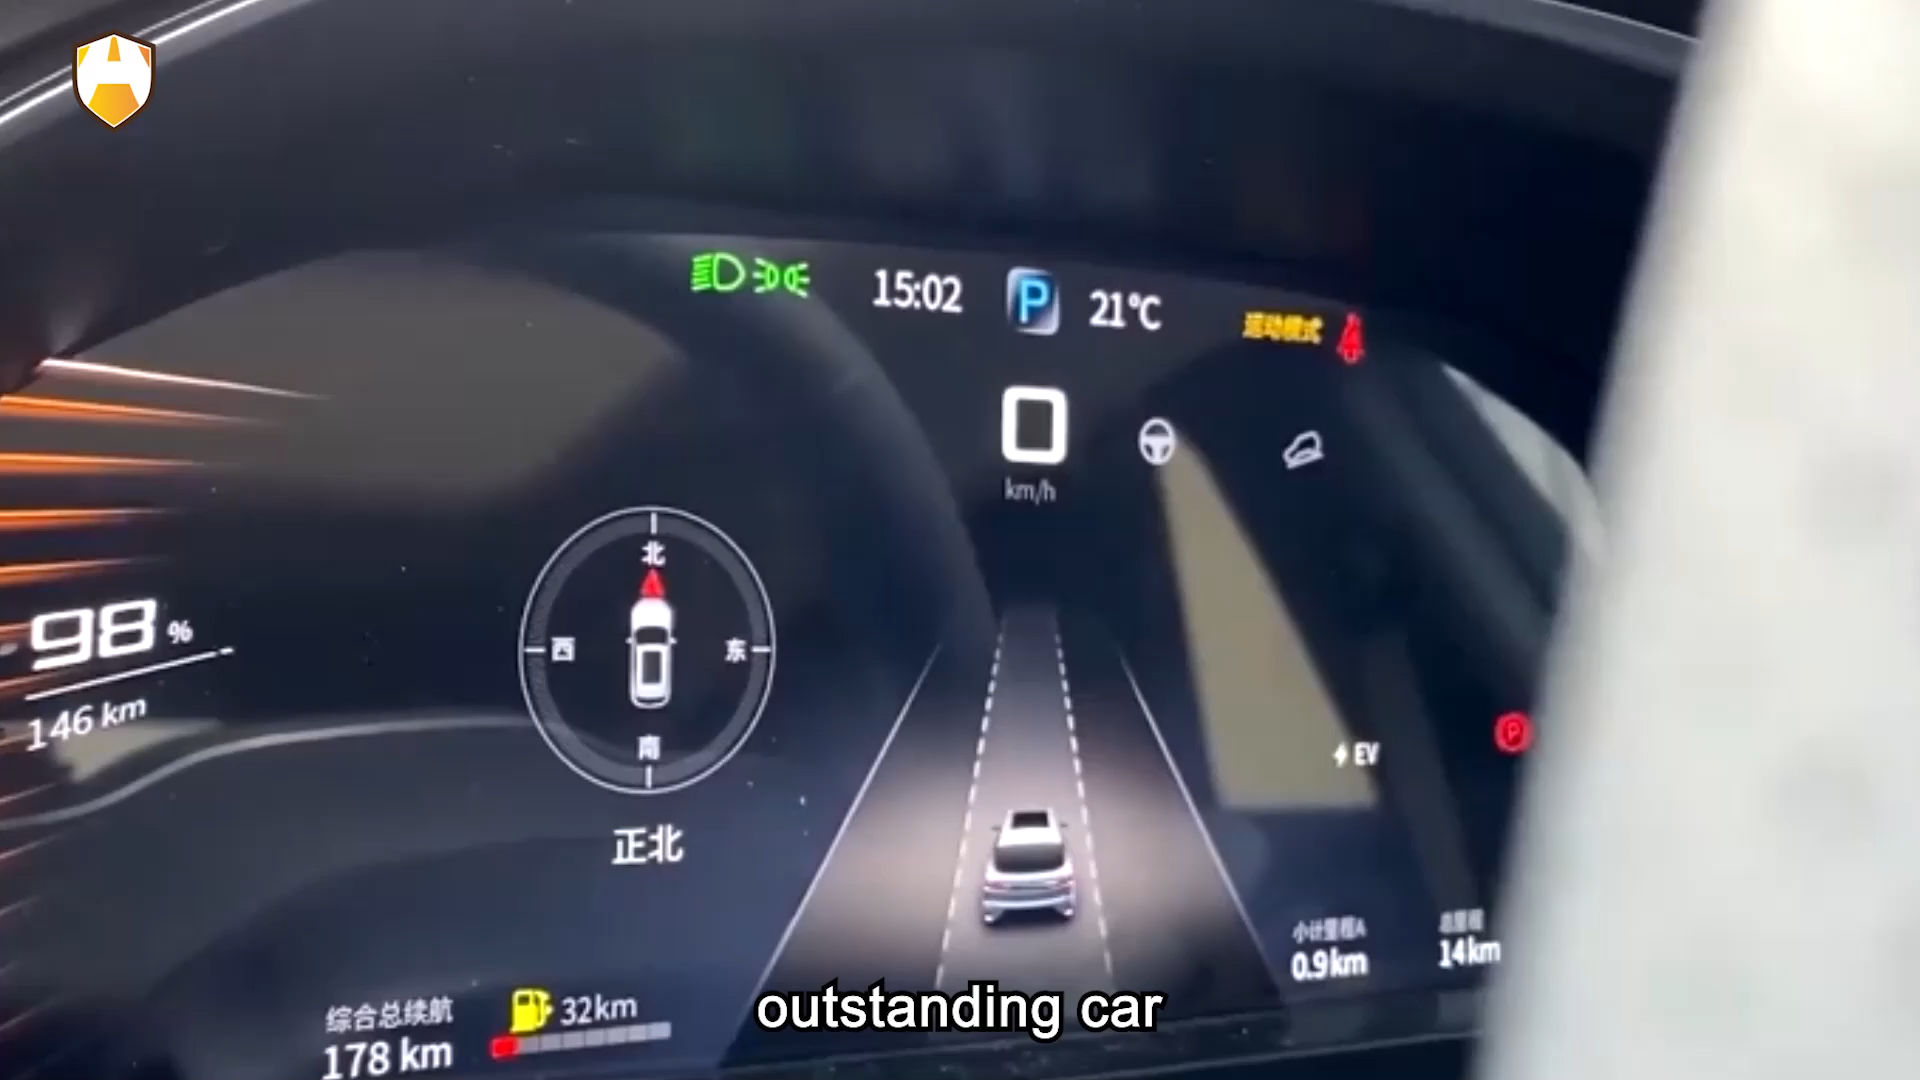 15:02
P
21°C
运动模式
0
km/h
北
98 %
西
东
146 km
南
EV
P
正北
小计里程A
0.9km
总里程
14km
综合总续航
178 km
32km
outstanding car